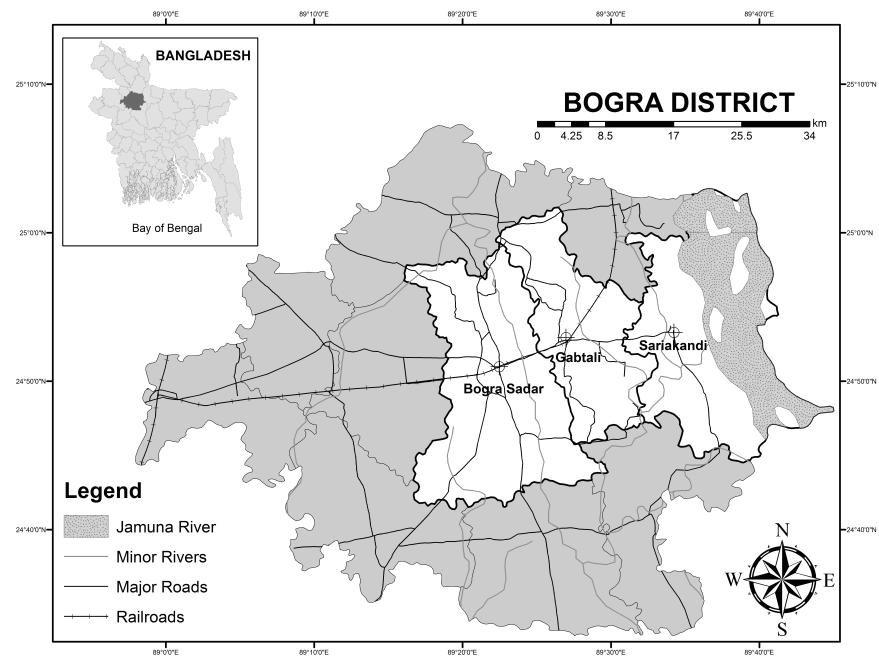 89°0'0"E 89°10'0"E 89°20'0"E 89°30'0"E 89°40'0"E
BANGLADESH
Bay of Bengal
BOGRA DISTRICT
km
0 4.25 8.5 17 25.5 34
25°10'0"N 25°10'0"N
25°0'0"N 25°0'0"N
Sariakandi
Gabtali
24°50'0"N 24°50'0"N
Bogra Sadar
Legend
Jamuna River
24°40'0"N 24°40'0"N
Minor Rivers
Major Roads
Railroads
N
W E
S
89°0'0"E 89°10'0"E 89°20'0"E 89°30'0"E 89°40'0"E